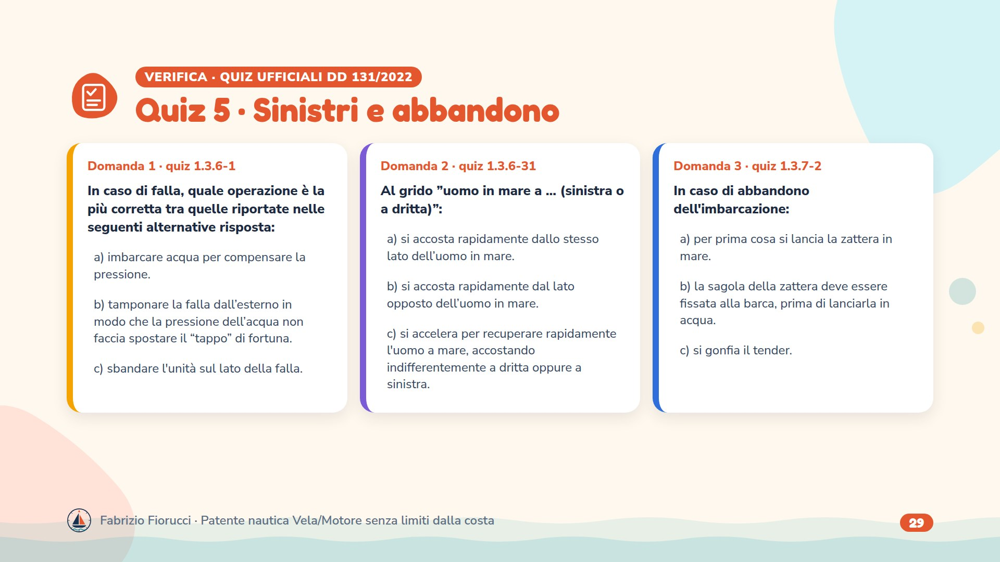 VERIFICA · QUIZ UFFICIALI DD 131/2022
Quiz 5 · Sinistri e abbandono
Domanda 1 · quiz 1.3.6-1
In caso di falla, quale operazione è la
più corretta tra quelle riportate nelle
seguenti alternative risposta:
a) imbarcare acqua per compensare la
pressione.
b) tamponare la falla dall’esterno in
modo che la pressione dell’acqua non
faccia spostare il “tappo” di fortuna.
c) sbandare l'unità sul lato della falla.
Domanda 2 · quiz 1.3.6-31
Al grido ”uomo in mare a ... (sinistra o
a dritta)”:
a) si accosta rapidamente dallo stesso
lato dell’uomo in mare.
b) si accosta rapidamente dal lato
opposto dell’uomo in mare.
c) si accelera per recuperare rapidamente
l'uomo a mare, accostando
indifferentemente a dritta oppure a
sinistra.
Domanda 3 · quiz 1.3.7-2
In caso di abbandono
dell'imbarcazione:
a) per prima cosa si lancia la zattera in
mare.
b) la sagola della zattera deve essere
fissata alla barca, prima di lanciarla in
acqua.
c) si gonfia il tender.
Fabrizio Fiorucci · Patente nautica Vela/Motore senza limiti dalla costa
29